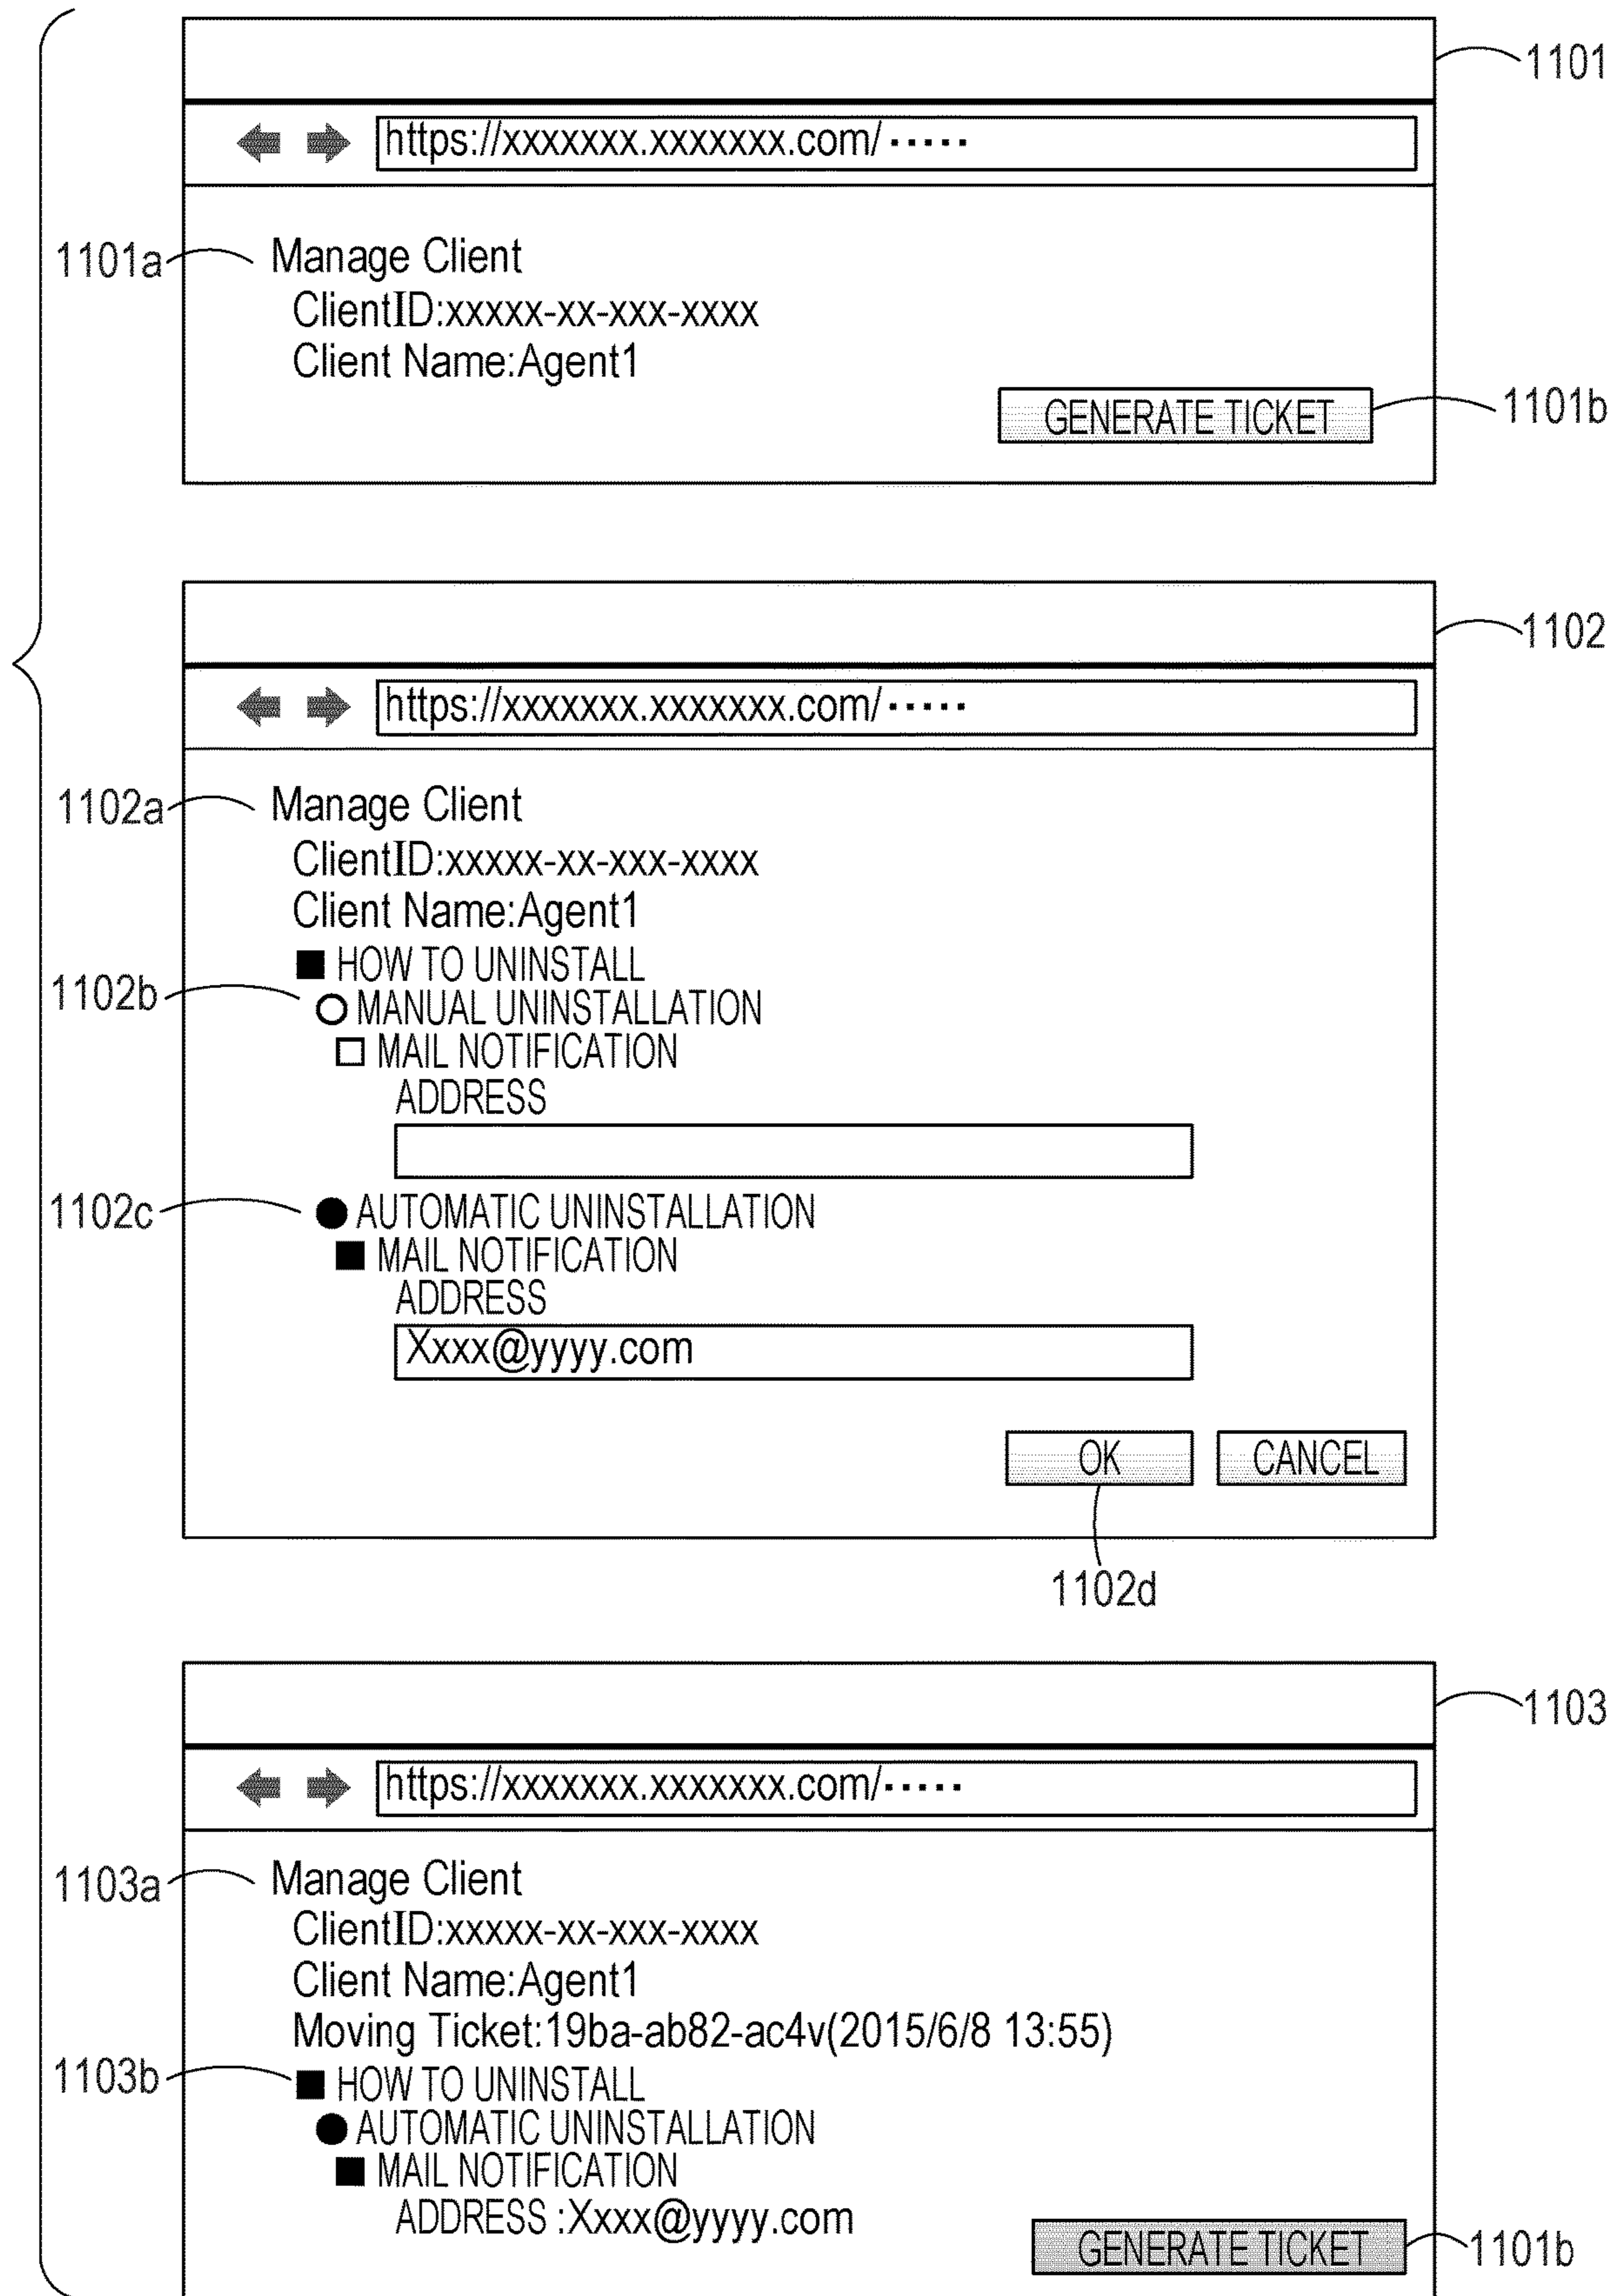 1101
https://xxxxxxx.xxxxxxx.com/·····
1101a
Manage Client
ClientID:xxxxx-xx-xxx-xxxx
Client Name:Agent1
GENERATE TICKET
1101b
1102
https://xxxxxxx.xxxxxxx.com/·····
1102a
Manage Client
ClientID:xxxxx-xx-xxx-xxxx
Client Name:Agent1
■ HOW TO UNINSTALL
1102b
○ MANUAL UNINSTALLATION
□ MAIL NOTIFICATION
ADDRESS
1102c
● AUTOMATIC UNINSTALLATION
■ MAIL NOTIFICATION
ADDRESS
Xxxx@yyyy.com
OK CANCEL
1102d
1103
https://xxxxxxx.xxxxxxx.com/·····
1103a
Manage Client
ClientID:xxxxx-xx-xxx-xxxx
Client Name:Agent1
Moving Ticket:19ba-ab82-ac4v(2015/6/8 13:55)
1103b
■ HOW TO UNINSTALL
● AUTOMATIC UNINSTALLATION
■ MAIL NOTIFICATION
ADDRESS :Xxxx@yyyy.com
GENERATE TICKET
1101b